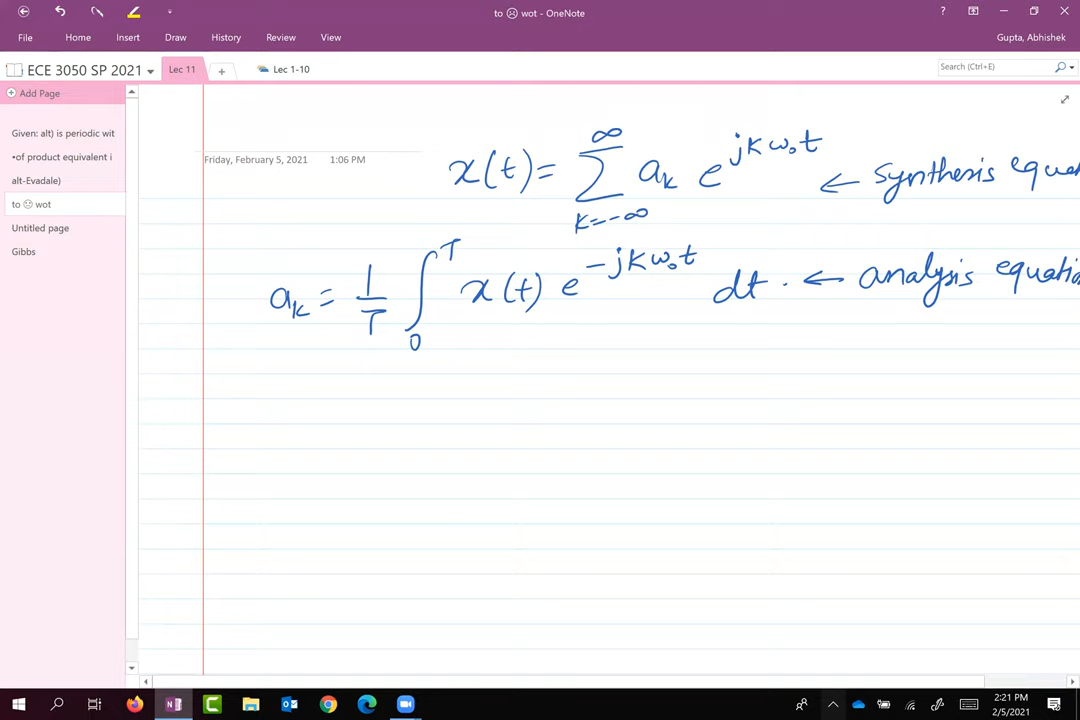 to ☹ wot - OneNote
File Home Insert Draw History Review View
Gupta, Abhishek
ECE 3050 SP 2021
Lec 11
Lec 1-10
Search (Ctrl+E)
Add Page
Given: alt) is periodic wit
•of product equivalent i
alt-Evadale)
to ☹ wot
Untitled page
Gibbs
Friday, February 5, 2021 1:06 PM
x(t) = ∑_{k=-∞}^{∞} a_k e^{jkω₀t} ← synthesis equa
a_k = 1/T ∫_0^T x(t) e^{-jkω₀t} dt. ← analysis equatio
2:21 PM
2/5/2021